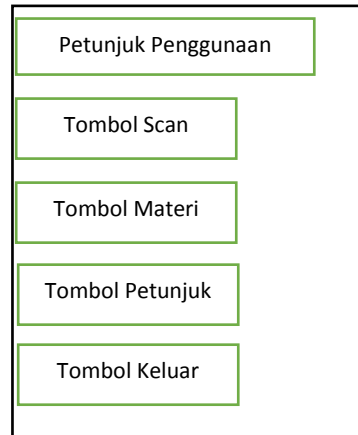 Petunjuk Penggunaan
Tombol Scan
Tombol Materi
Tombol Petunjuk
Tombol Keluar